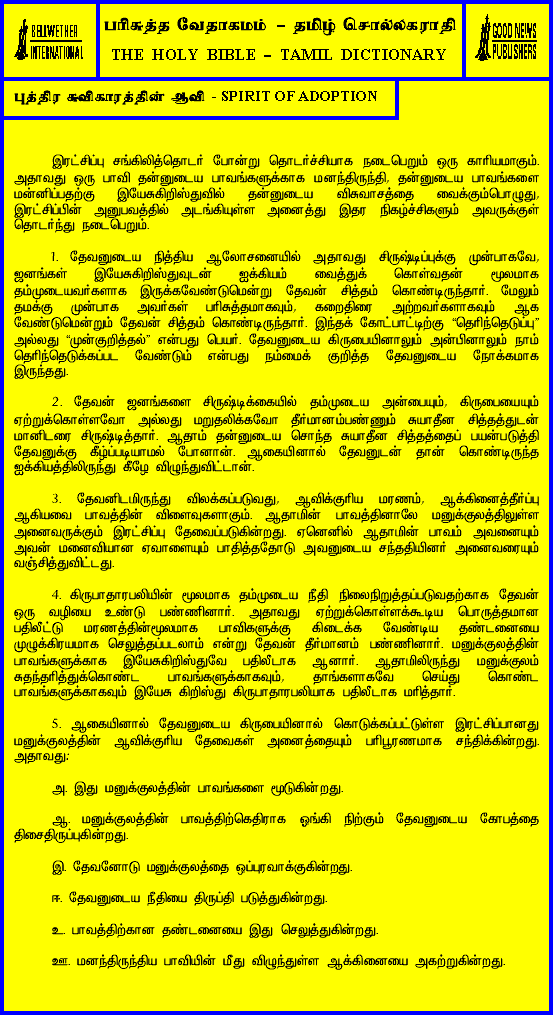 BELLWETHER
INTERNATIONAL
பரிசுத்த வேதாகமம் – தமிழ் சொல்லகராதி
THE HOLY BIBLE – TAMIL DICTIONARY
GOOD NEWS
PUBLISHERS
புத்திர சுவிகாரத்தின் ஆவி - SPIRIT OF ADOPTION
இரட்சிப்பு சங்கிலித்தொடர் போன்று தொடர்ச்சியாக நடைபெறும் ஒரு காரியமாகும்.
அதாவது ஒரு பாவி தன்னுடைய பாவங்களுக்காக மனந்திருந்தி, தன்னுடைய பாவங்களை
மன்னிப்பதற்கு இயேசுகிறிஸ்துவில் தன்னுடைய விசுவாசத்தை வைக்கும்பொழுது,
இரட்சிப்பின் அனுபவத்தில் அடங்கியுள்ள அனைத்து இதர நிகழ்ச்சிகளும் அவருக்குள்
தொடர்ந்து நடைபெறும்.
1. தேவனுடைய நித்திய ஆலோசனையில் அதாவது சிருஷ்டிப்புக்கு முன்பாகவே,
ஜனங்கள் இயேசுகிறிஸ்துவுடன் ஐக்கியம் வைத்துக் கொள்வதன் மூலமாக
தம்முடையவர்களாக இருக்கவேண்டுமென்று தேவன் சித்தம் கொண்டிருந்தார். மேலும்
தமக்கு முன்பாக அவர்கள் பரிசுத்தமாகவும், கறைதிரை அற்றவர்களாகவும் ஆக
வேண்டுமென்றும் தேவன் சித்தம் கொண்டிருந்தார். இந்தக் கோட்பாட்டிற்கு “தெரிந்தெடுப்பு”
அல்லது “முன்குறித்தல்” என்பது பெயர். தேவனுடைய கிருபையினாலும் அன்பினாலும் நாம்
தெரிந்தெடுக்கப்பட வேண்டும் என்பது நம்மைக் குறித்த தேவனுடைய நோக்கமாக
இருந்தது.
2. தேவன் ஜனங்களை சிருஷ்டிக்கையில் தம்முடைய அன்பையும், கிருபையையும்
ஏற்றுக்கொள்ளவோ அல்லது மறுதலிக்கவோ தீர்மானம்பண்ணும் சுயாதீன சித்தத்துடன்
மானிடரை சிருஷ்டித்தார். ஆதாம் தன்னுடைய சொந்த சுயாதீன சித்தத்தைப் பயன்படுத்தி
தேவனுக்கு கீழ்ப்படியாமல் போனான். ஆகையினால் தேவனுடன் தான் கொண்டிருந்த
ஐக்கியத்திலிருந்து கீழே விழுந்துவிட்டான்.
3. தேவனிடமிருந்து விலக்கப்படுவது, ஆவிக்குரிய மரணம், ஆக்கினைத்தீர்ப்பு
ஆகியவை பாவத்தின் விளைவுகளாகும். ஆதாமின் பாவத்தினாலே மனுக்குலத்திலுள்ள
அனைவருக்கும் இரட்சிப்பு தேவைப்படுகின்றது. ஏனெனில் ஆதாமின் பாவம் அவனையும்
அவன் மனைவியான ஏவாளையும் பாதித்ததோடு அவனுடைய சந்ததியினர் அனைவரையும்
வஞ்சித்துவிட்டது.
4. கிருபாதாரபலியின் மூலமாக தம்முடைய நீதி நிலைநிறுத்தப்படுவதற்காக தேவன்
ஒரு வழியை உண்டு பண்ணினார். அதாவது ஏற்றுக்கொள்ளக்கூடிய பொருத்தமான
பதிலீட்டு மரணத்தின்மூலமாக பாவிகளுக்கு கிடைக்க வேண்டிய தண்டனையை
முழுக்கிரயமாக செலுத்தப்படலாம் என்று தேவன் தீர்மானம் பண்ணினார். மனுக்குலத்தின்
பாவங்களுக்காக இயேசுகிறிஸ்துவே பதிலீடாக ஆனார். ஆதாமிலிருந்து மனுக்குலம்
சுதந்தரித்துக்கொண்ட பாவங்களுக்காகவும், தாங்களாகவே செய்து கொண்ட
பாவங்களுக்காகவும் இயேசு கிறிஸ்து கிருபாதாரபலியாக பதிலீடாக மரித்தார்.
5. ஆகையினால் தேவனுடைய கிருபையினால் கொடுக்கப்பட்டுள்ள இரட்சிப்பானது
மனுக்குலத்தின் ஆவிக்குரிய தேவைகள் அனைத்தையும் பரிபூரணமாக சந்திக்கின்றது.
அதாவது:
அ. இது மனுக்குலத்தின் பாவங்களை மூடுகின்றது.
ஆ. மனுக்குலத்தின் பாவத்திற்கெதிராக ஓங்கி நிற்கும் தேவனுடைய கோபத்தை
திசைதிருப்புகின்றது.
இ. தேவனோடு மனுக்குலத்தை ஒப்புரவாக்குகின்றது.
ஈ. தேவனுடைய நீதியை திருப்தி படுத்துகின்றது.
உ. பாவத்திற்கான தண்டனையை இது செலுத்துகின்றது.
ஊ. மனந்திருந்திய பாவியின் மீது விழுந்துள்ள ஆக்கினையை அகற்றுகின்றது.